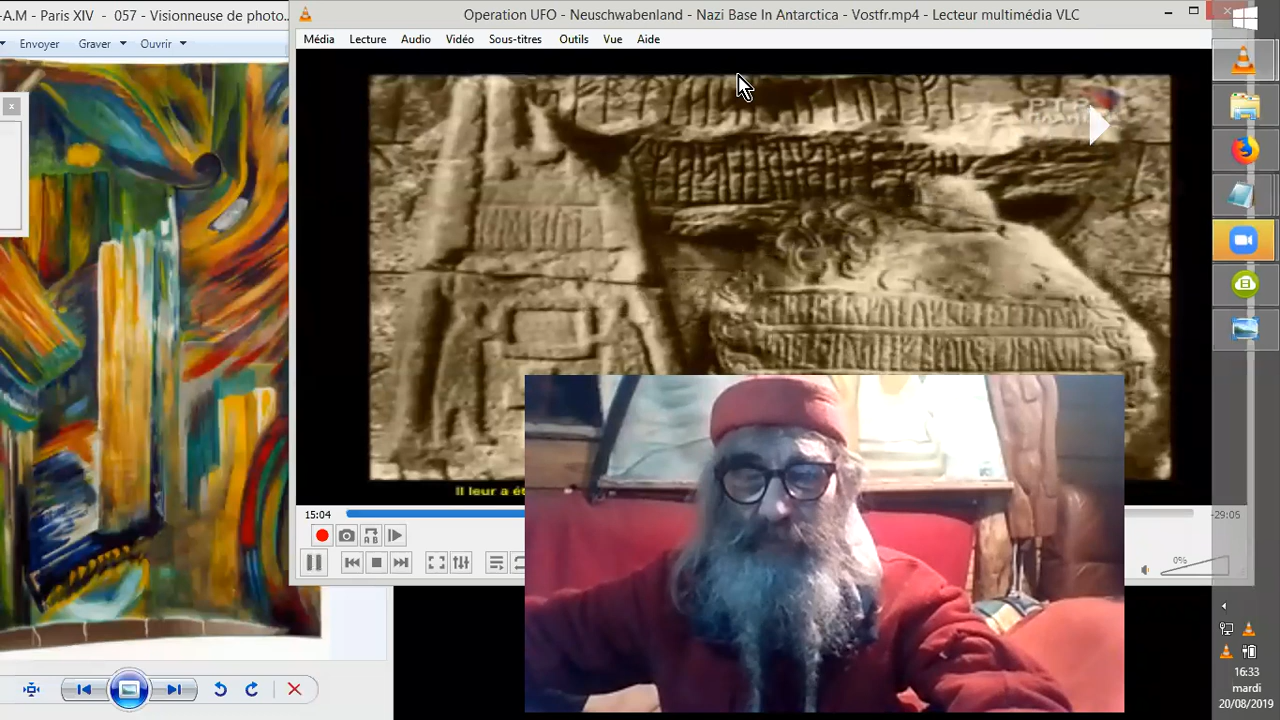 -A.M - Paris XIV - 057 - Visionneuse de photo...
Envoyer Graver Ouvrir
Operation UFO - Neuschwabenland - Nazi Base In Antarctica - Vostfr.mp4 - Lecteur multimédia VLC
Média Lecture Audio Vidéo Sous-titres Outils Vue Aide
Il leur a
15:04
-29:05
A B
0%
16:33
mardi
20/08/2019